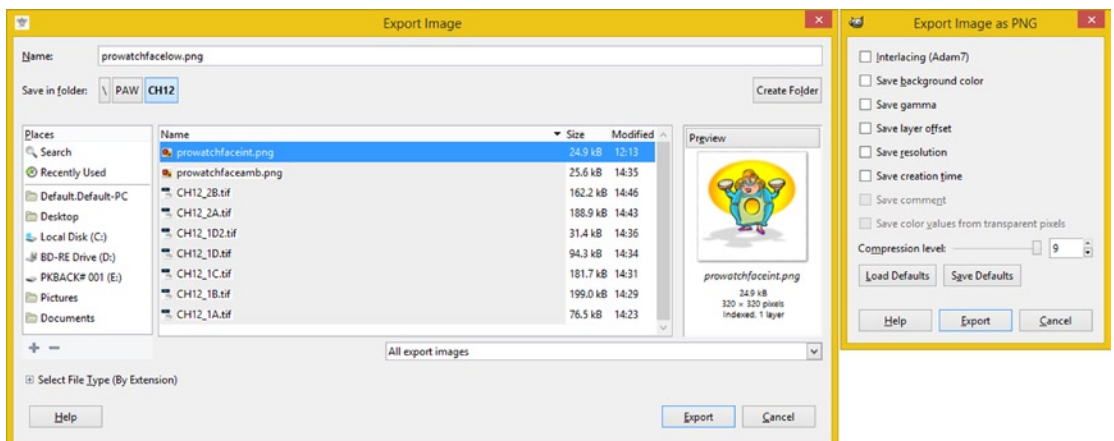 Export Image
Name: prowatchfacelow.png
Save in folder: \ PAW CH12 Create Folder
Places
Search
Recently Used
Default.Default-PC
Desktop
Local Disk (C:)
BD-RE Drive (D:)
PKBACK# 001 (E:)
Pictures
Documents
Name Size Modified
prowatchfaceint.png 24.9 kB 12:13
prowatchfaceamb.png 25.6 kB 14:35
CH12_2B.tif 162.2 kB 14:46
CH12_2A.tif 188.9 kB 14:43
CH12_1D2.tif 31.4 kB 14:36
CH12_1D.tif 94.3 kB 14:34
CH12_1C.tif 181.7 kB 14:31
CH12_1B.tif 199.0 kB 14:29
CH12_1A.tif 76.5 kB 14:23
Preview
prowatchfaceint.png
24.9 kB
320 × 320 pixels
Indexed, 1 layer
All export images
Select File Type (By Extension)
Help Export Cancel
Export Image as PNG
Interlacing (Adam7)
Save background color
Save gamma
Save layer offset
Save resolution
Save creation time
Save comment
Save color values from transparent pixels
Compression level: 9
Load Defaults Save Defaults
Help Export Cancel